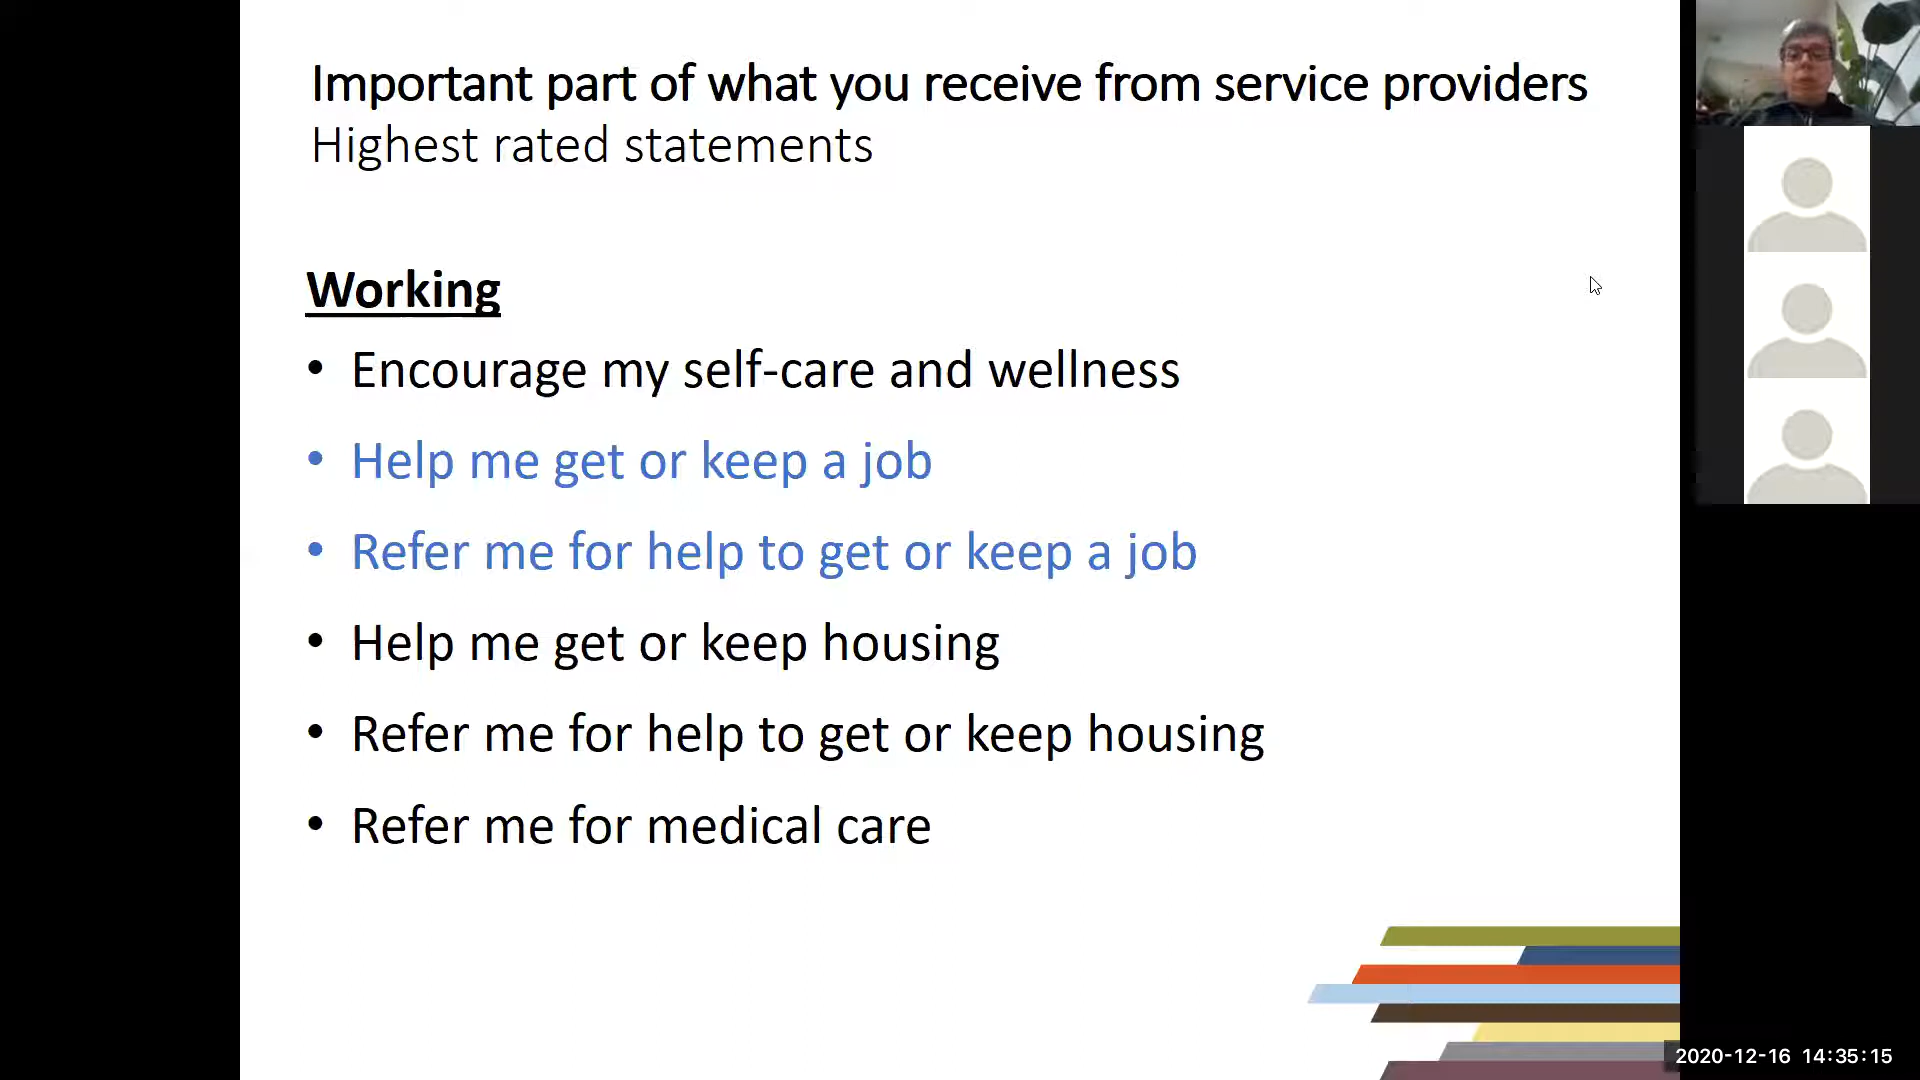 Important part of what you receive from service providers
Highest rated statements
Working
• Encourage my self-care and wellness
• Help me get or keep a job
• Refer me for help to get or keep a job
• Help me get or keep housing
• Refer me for help to get or keep housing
• Refer me for medical care
2020-12-16 14:35:15